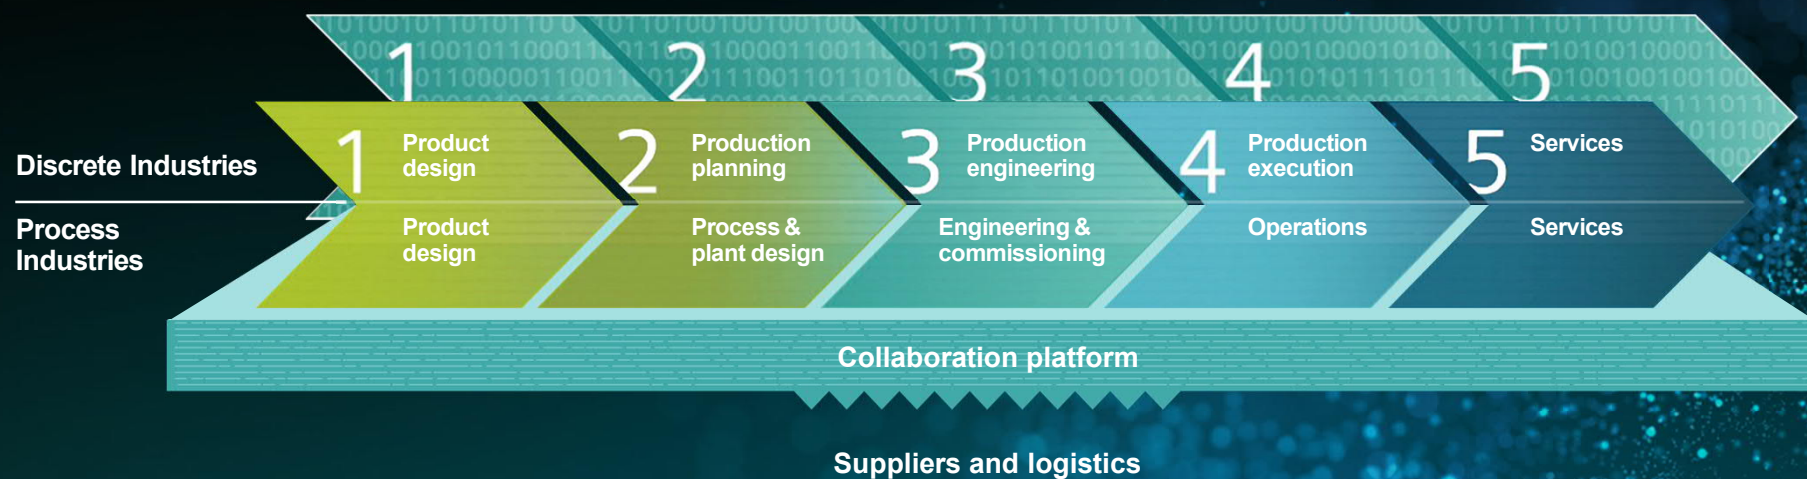 1
2
3
4
5
Discrete Industries
1
Product
design
2
Production
planning
3
Production
engineering
4
Production
execution
5
Services
Process
Industries
Product
design
Process &
plant design
Engineering &
commissioning
Operations
Services
Collaboration platform
Suppliers and logistics